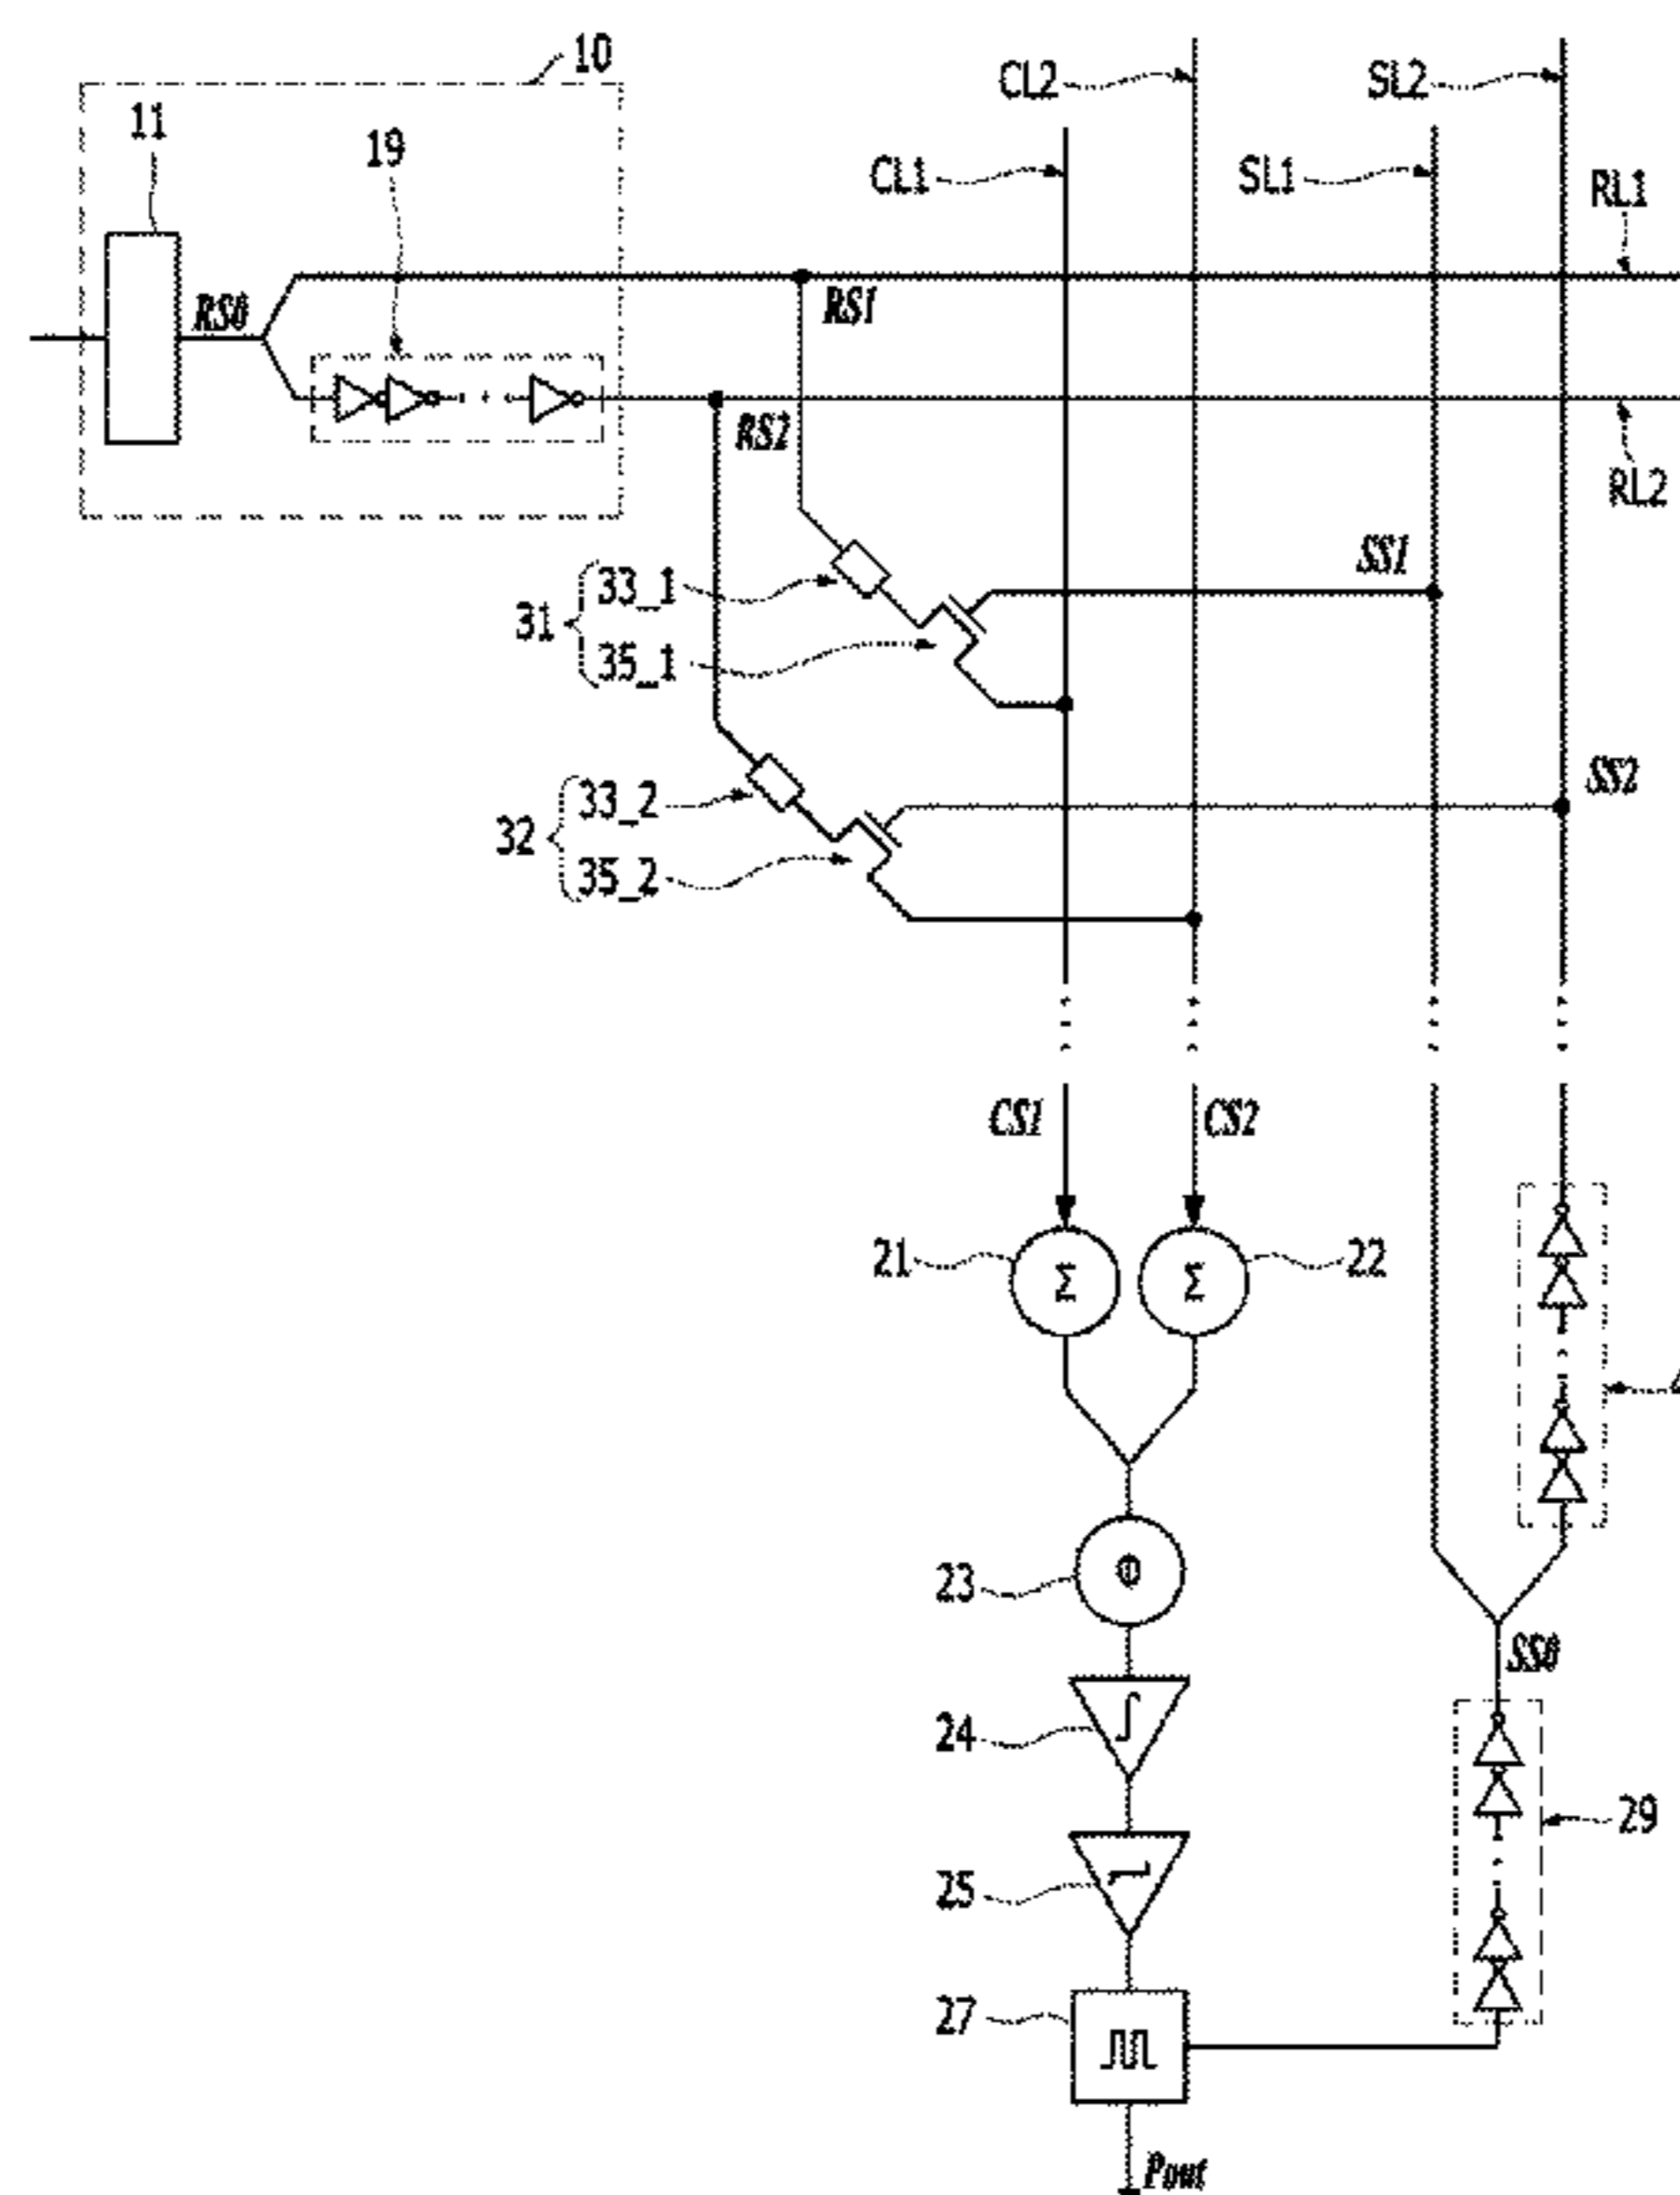 10
CL2
SL2
11
19
CL1
SL1
RL1
RS0
RS1
RS2
RL2
SS1
31
33_1
35_1
SS2
32
33_2
35_2
CS1
CS2
21
Σ
Σ
22
23
Φ
SS0
24
∫
29
25
27
Pout